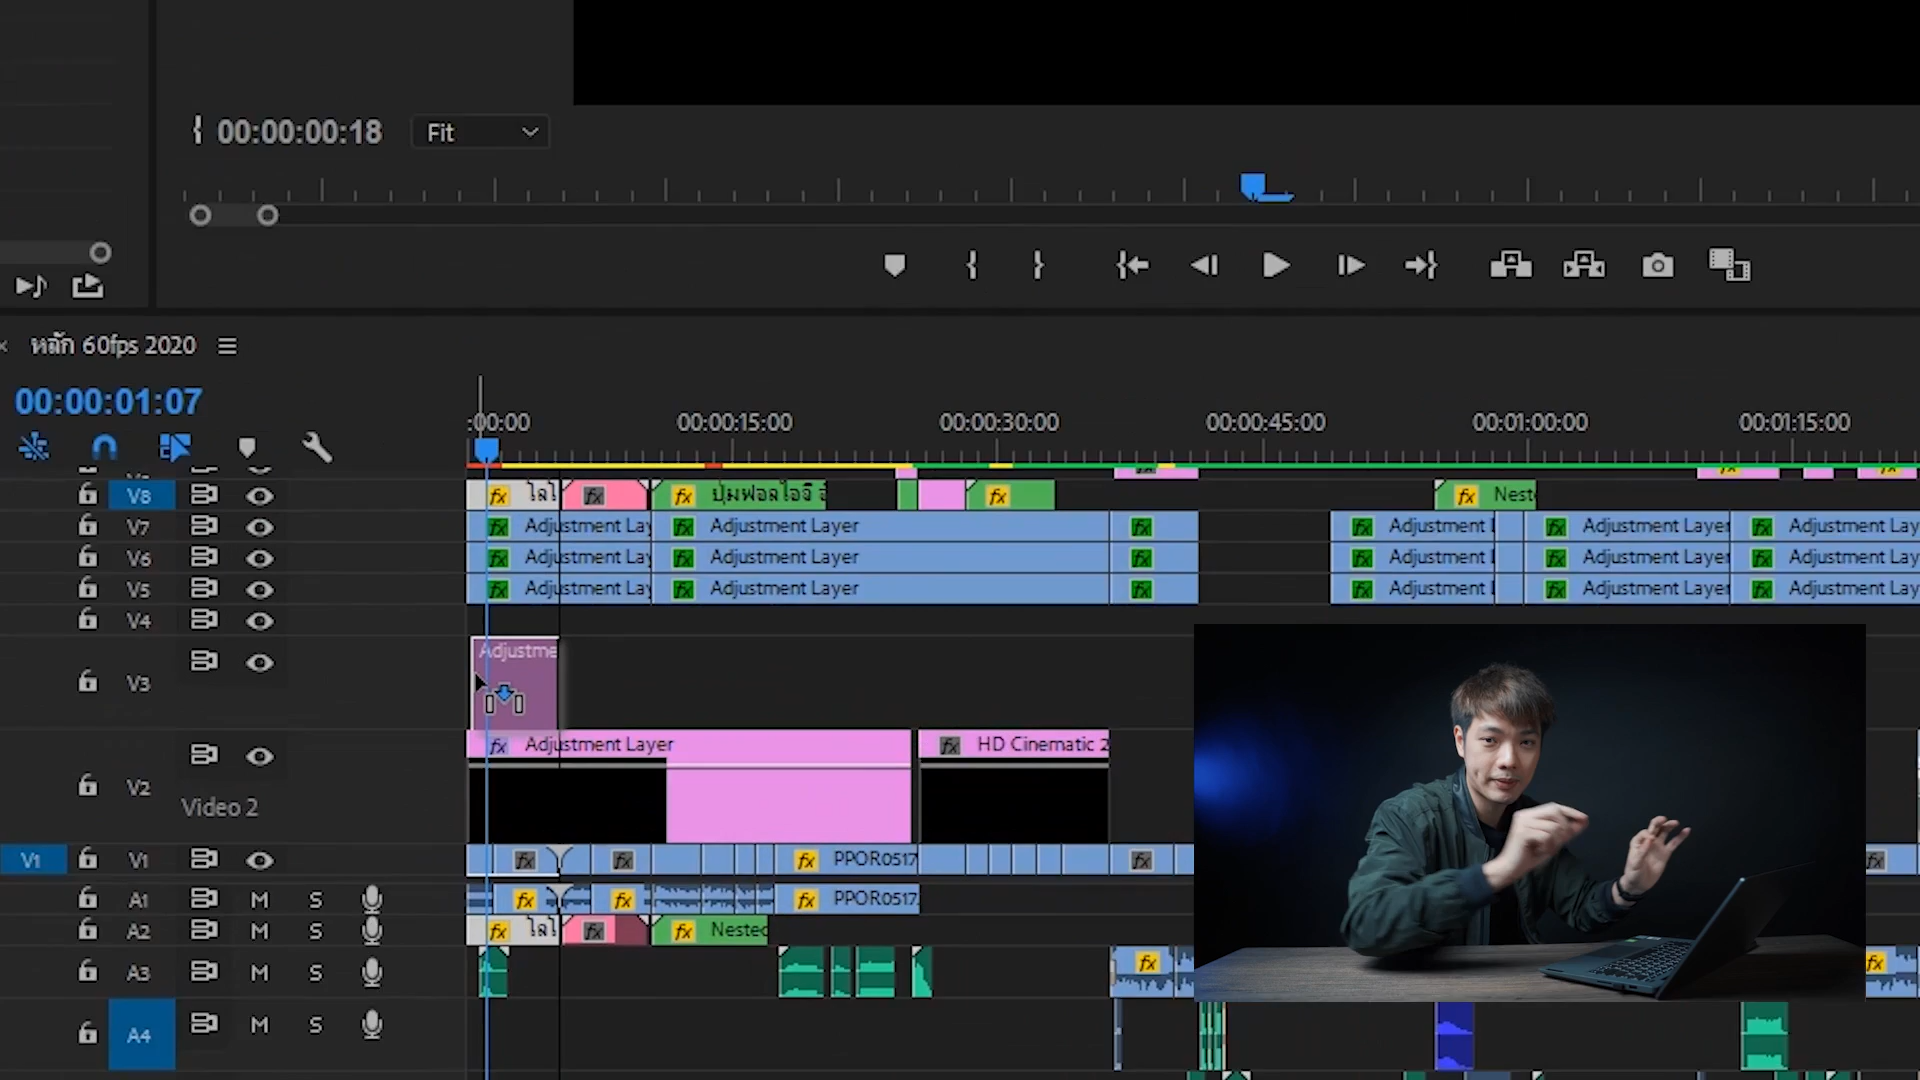 00:00:00:18 Fit
หลัก 60fps 2020
00:00:01:07
:00:00 00:00:15:00 00:00:30:00 00:00:45:00 00:01:00:00 00:01:15:00
V8 fx fx fx ปุ่มฟอลไอจี fx fx Nest
V7 fx Adjustment Lay fx Adjustment Layer fx fx Adjustment fx Adjustment Layer fx Adjustment Lay
V6 fx Adjustment Lay fx Adjustment Layer fx fx Adjustment fx Adjustment Layer fx Adjustment Lay
V5 fx Adjustment Lay fx Adjustment Layer fx fx Adjustment fx Adjustment Layer fx Adjustment Lay
V4
Adjustme
V3
fx Adjustment Layer fx HD Cinematic 2
V2
Video 2
V1 V1 fx fx fx PPOR0517 fx fx
A1 M S fx fx fx PPOR0517
A2 M S fx fx fx Nested
A3 M S fx fx
A4 M S